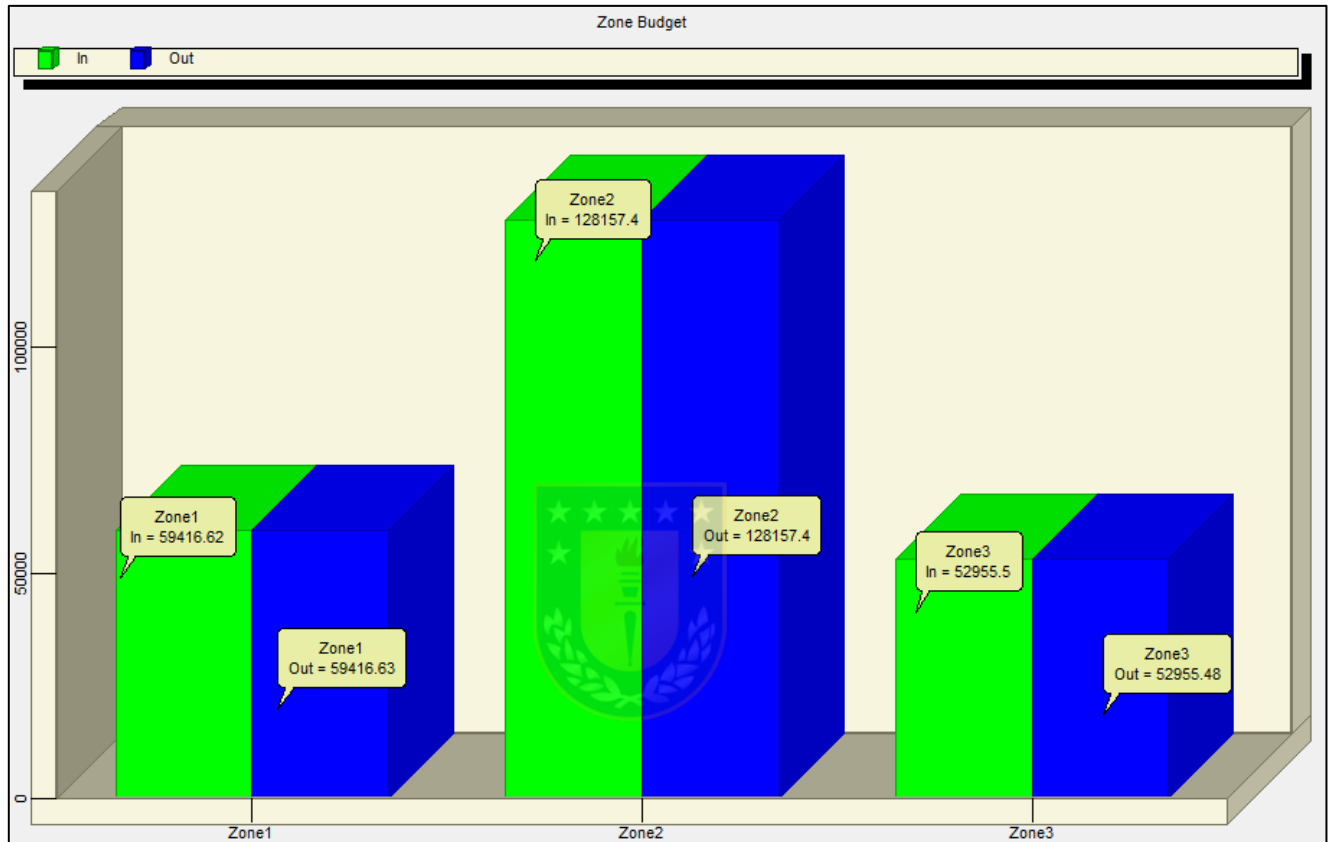 Zone Budget
In
Out
Zone2
In = 128157.4
100000
Zone1
In = 59416.62
Zone2
Out = 128157.4
Zone3
In = 52955.5
50000
Zone1
Out = 59416.63
Zone3
Out = 52955.48
0
Zone1
Zone2
Zone3